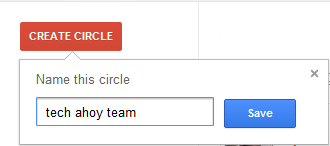 CREATE CIRCLE
Name this circle
tech ahoy team
Save